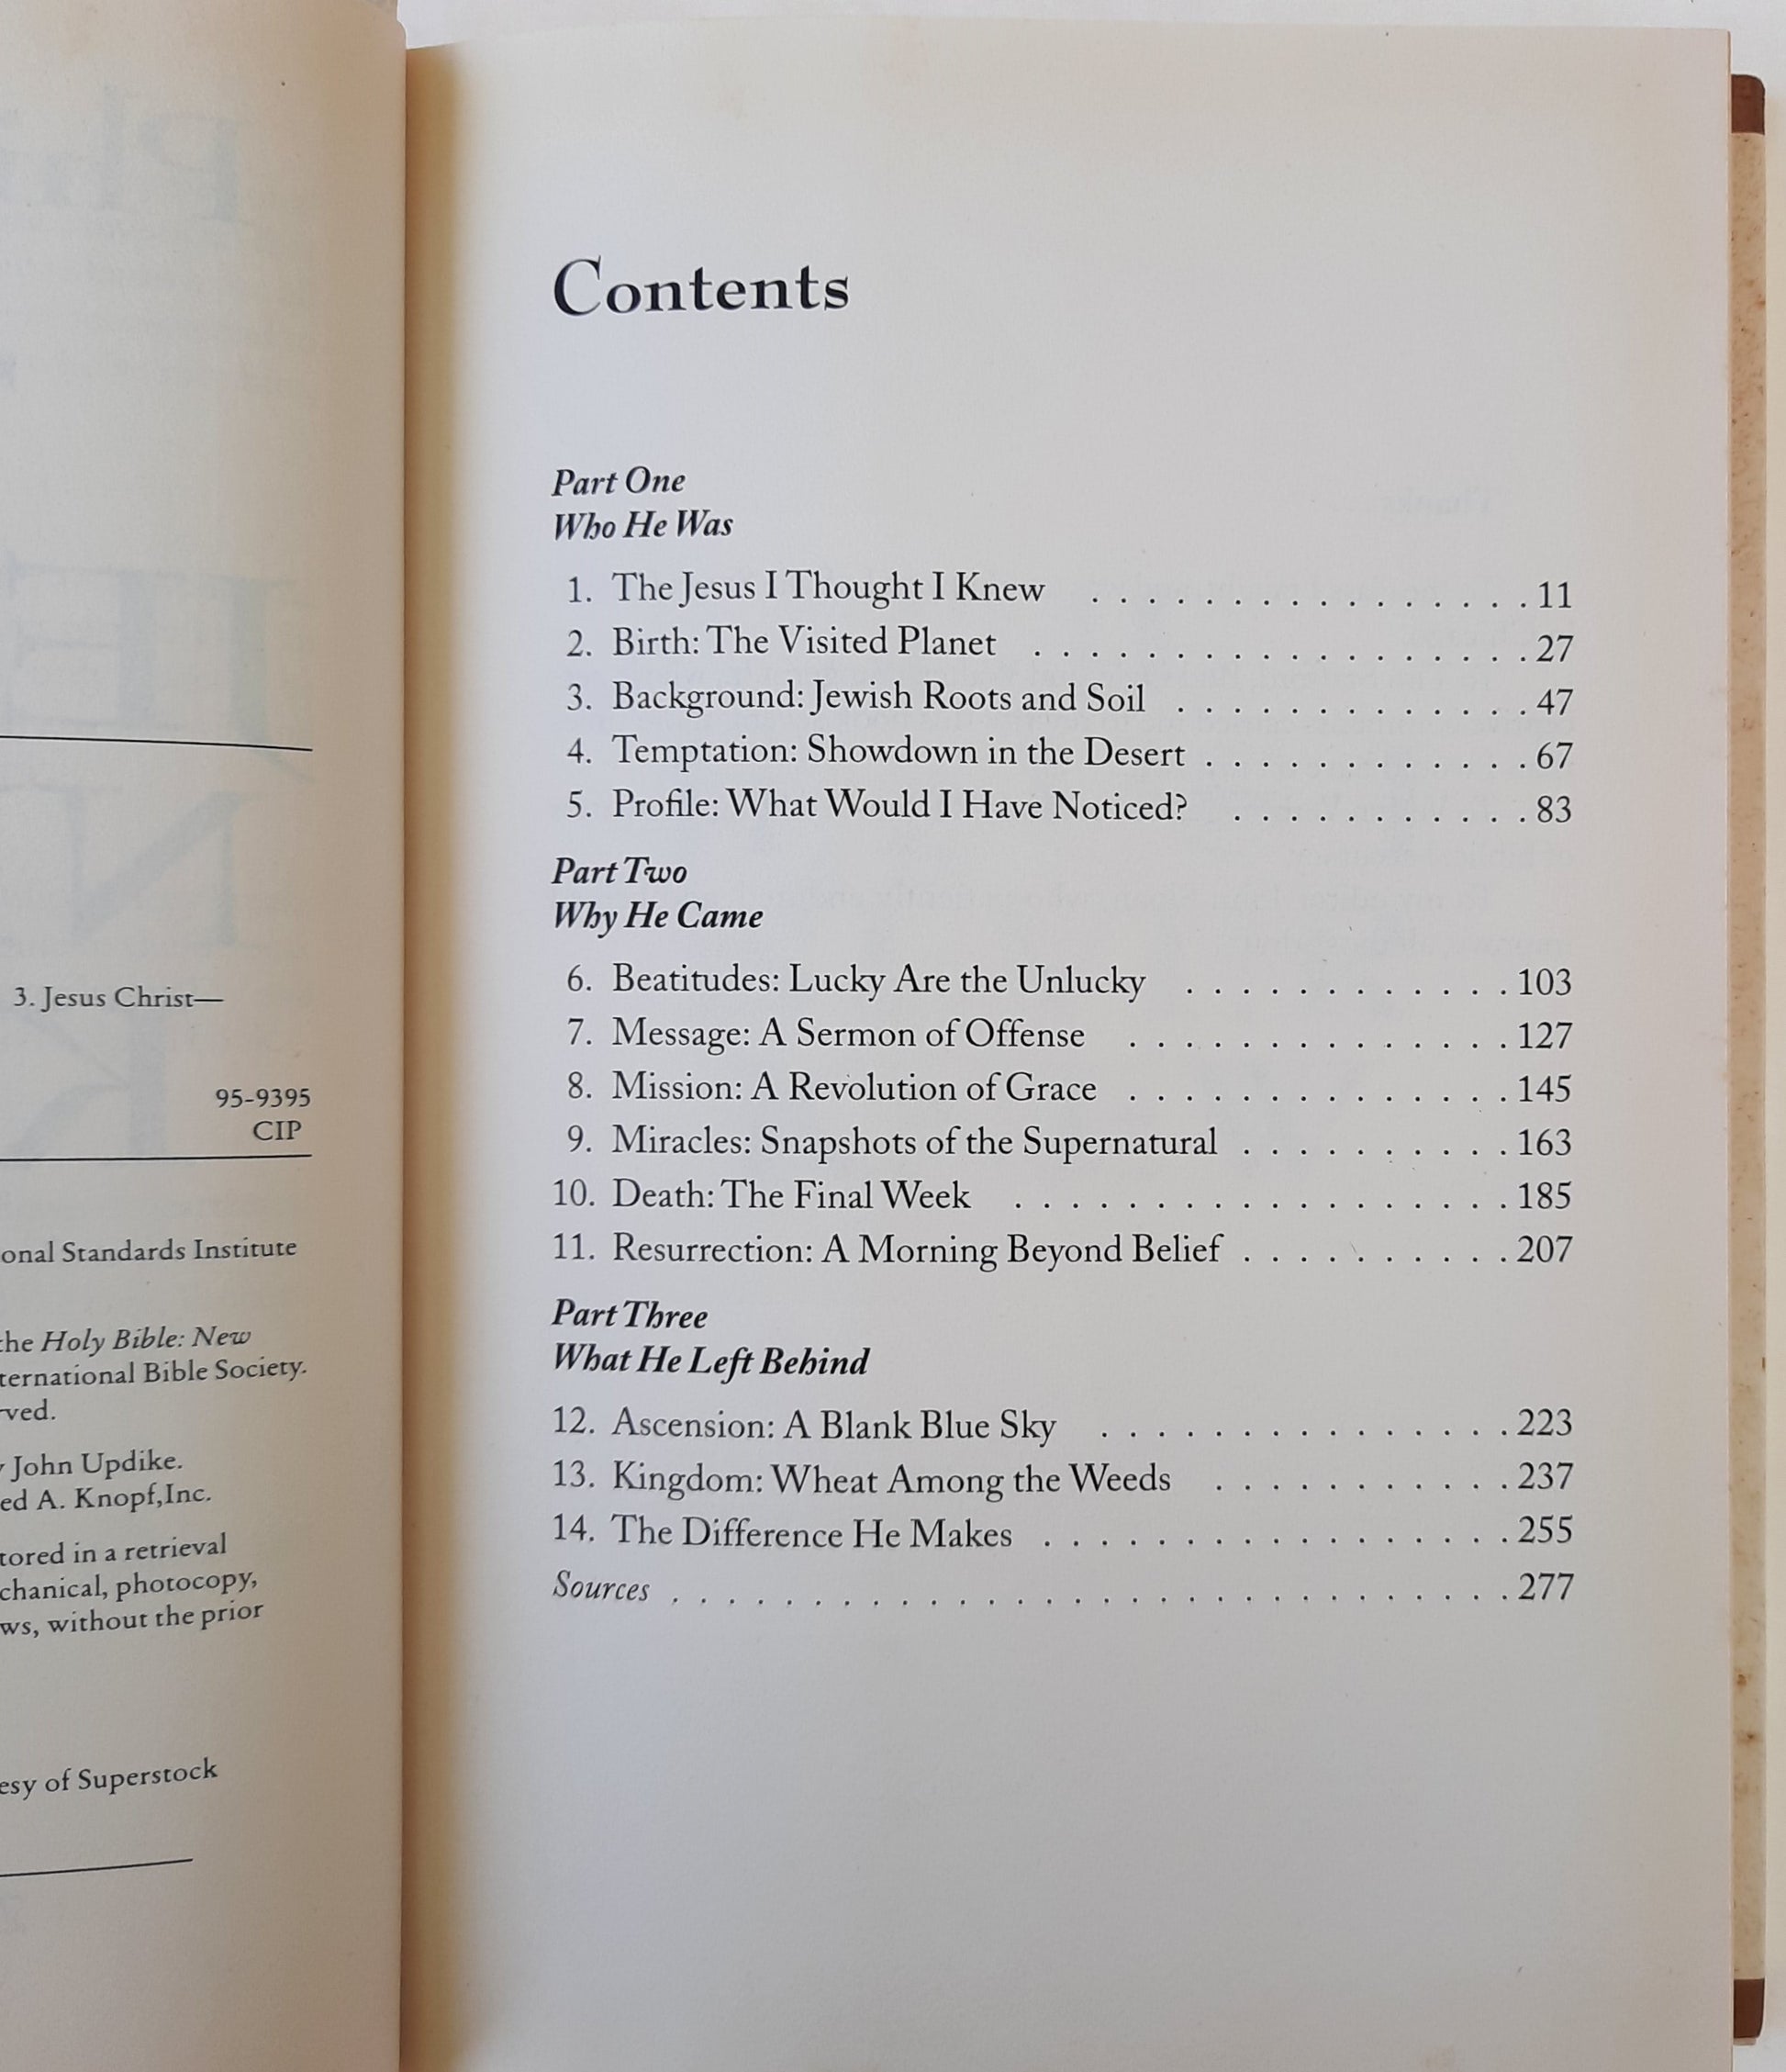 3. Jesus Christ—
95-9395
CIP
onal Standards Institute
the Holy Bible: New
ternational Bible Society.
rved.
John Updike.
ed A. Knopf,Inc.
tored in a retrieval
chanical, photocopy,
ws, without the prior
esy of Superstock
Contents
Part One
Who He Was
1. The Jesus I Thought I Knew . . . . . . . . . . . . . . . . 11
2. Birth: The Visited Planet . . . . . . . . . . . . . . . . . . 27
3. Background: Jewish Roots and Soil . . . . . . . . . . . . . 47
4. Temptation: Showdown in the Desert . . . . . . . . . . . . 67
5. Profile: What Would I Have Noticed? . . . . . . . . . . . 83
Part Two
Why He Came
6. Beatitudes: Lucky Are the Unlucky . . . . . . . . . . . . 103
7. Message: A Sermon of Offense . . . . . . . . . . . . . . 127
8. Mission: A Revolution of Grace . . . . . . . . . . . . . . 145
9. Miracles: Snapshots of the Supernatural . . . . . . . . . . 163
10. Death: The Final Week . . . . . . . . . . . . . . . . . . 185
11. Resurrection: A Morning Beyond Belief . . . . . . . . . . 207
Part Three
What He Left Behind
12. Ascension: A Blank Blue Sky . . . . . . . . . . . . . . . 223
13. Kingdom: Wheat Among the Weeds . . . . . . . . . . . 237
14. The Difference He Makes . . . . . . . . . . . . . . . . . 255
Sources . . . . . . . . . . . . . . . . . . . . . . . . . . . . . . 277